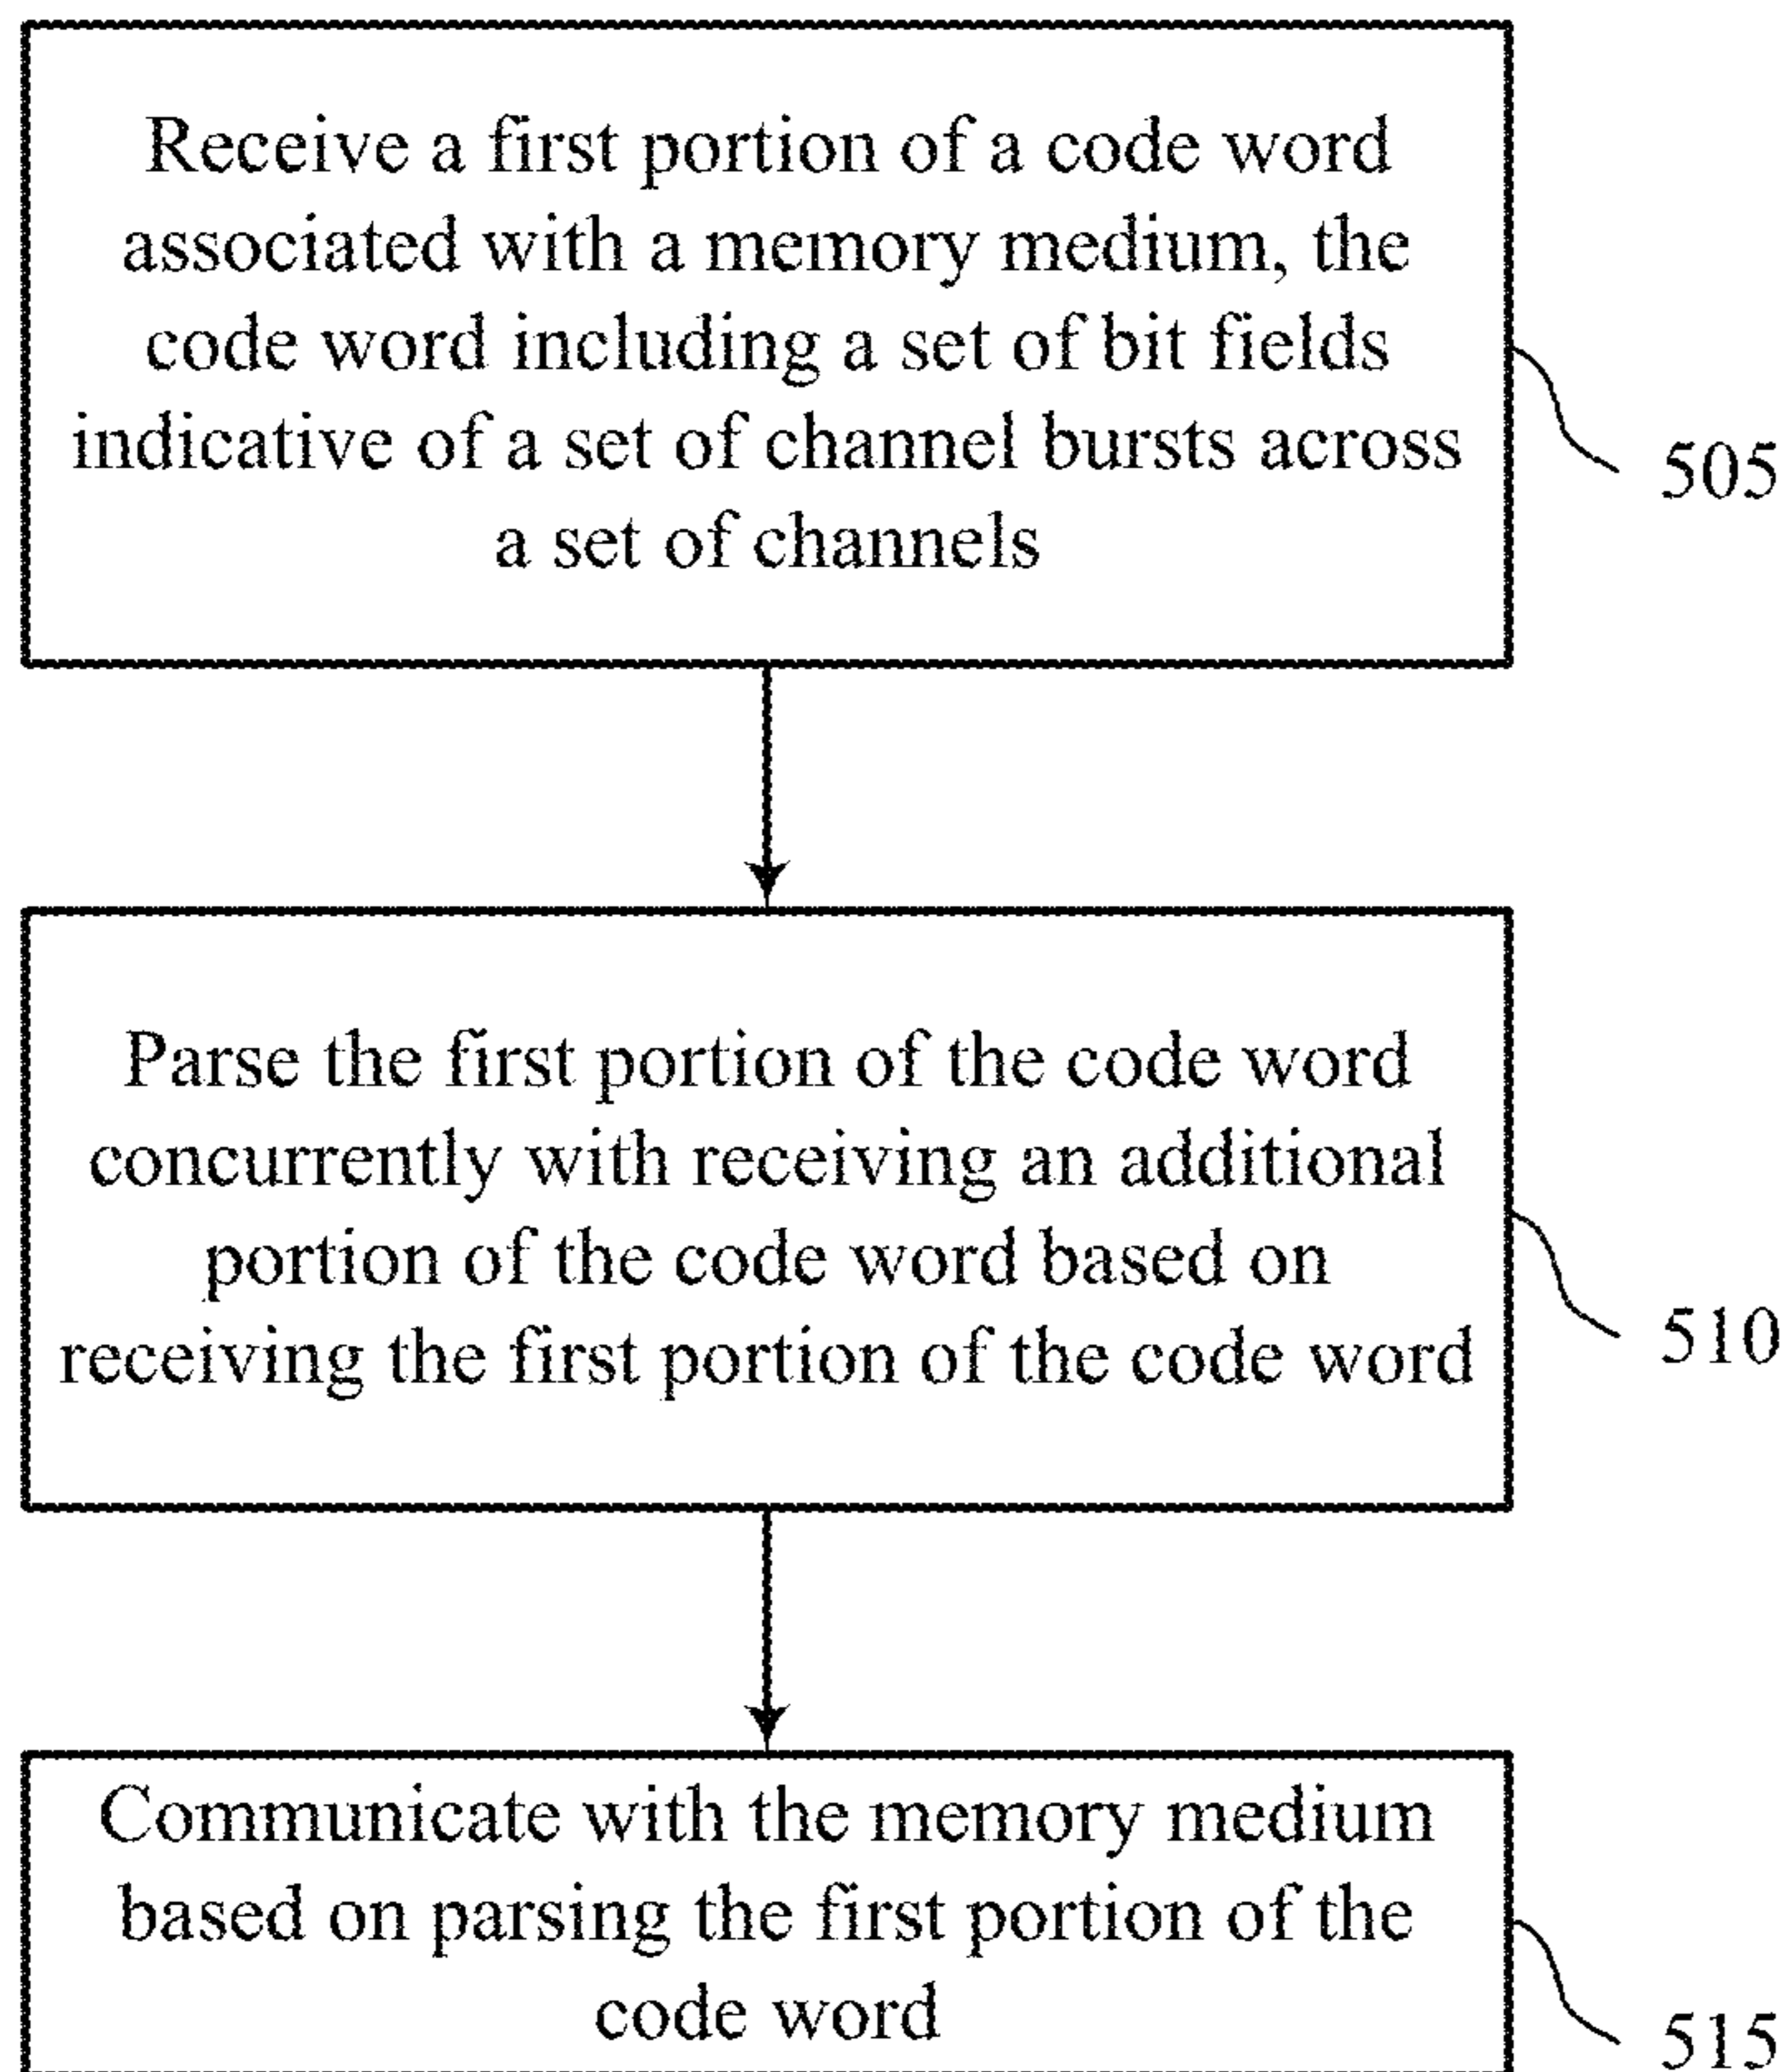 Receive a first portion of a code word
associated with a memory medium, the
code word including a set of bit fields
indicative of a set of channel bursts across
a set of channels
505
Parse the first portion of the code word
concurrently with receiving an additional
portion of the code word based on
receiving the first portion of the code word
510
Communicate with the memory medium
based on parsing the first portion of the
code word
515